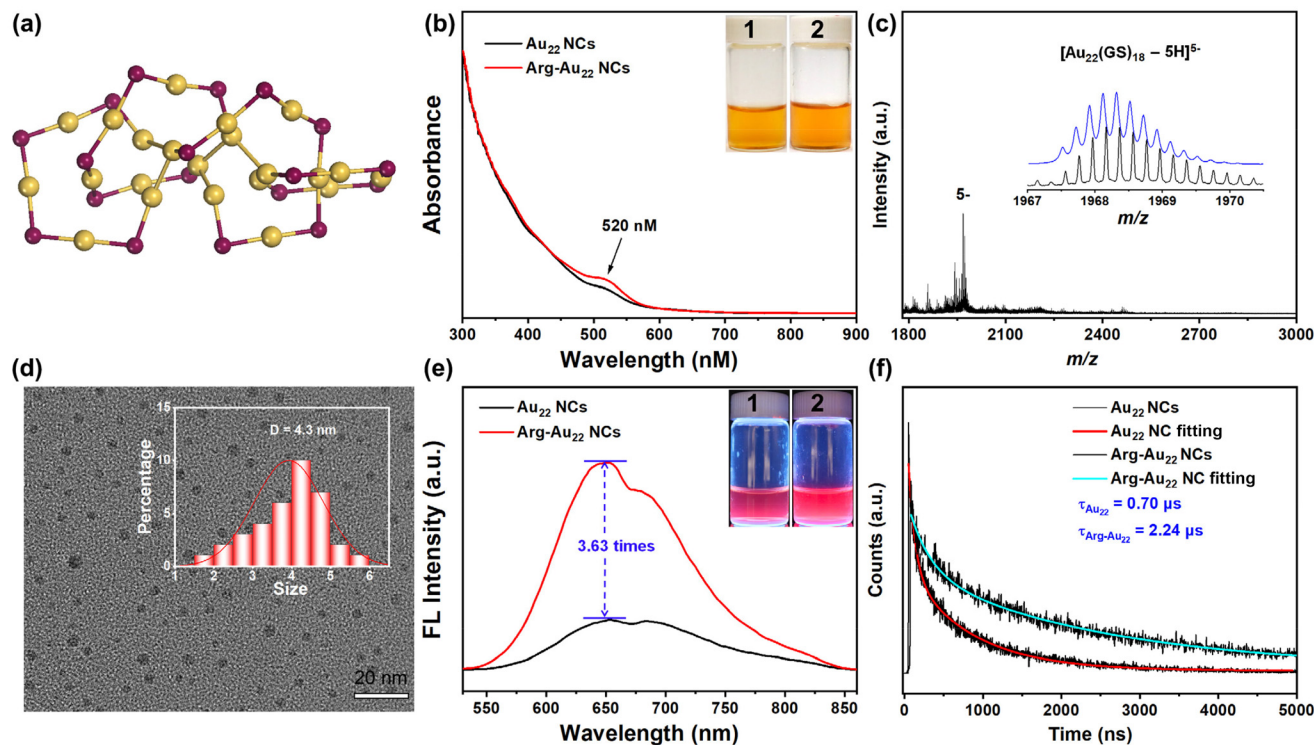 (a)
(b)
Au₂₂ NCs
Arg-Au₂₂ NCs
1
2
520 nM
Absorbance
300
400
500
600
700
800
900
Wavelength (nM)
(c)
[Au₂₂(GS)₁₈ – 5H]⁵⁻
1967
1968
1969
1970
m/z
5-
Intensity (a.u.)
1800
2100
2400
2700
3000
m/z
(d)
15
10
5
0
Percentage
D = 4.3 nm
1
2
3
4
5
6
Size
20 nm
(e)
Au₂₂ NCs
Arg-Au₂₂ NCs
1
2
3.63 times
FL Intensity (a.u.)
550
600
650
700
750
800
850
Wavelength (nm)
(f)
Au₂₂ NCs
Au₂₂ NC fitting
Arg-Au₂₂ NCs
Arg-Au₂₂ NC fitting
τAu₂₂ = 0.70 μs
τArg-Au₂₂ = 2.24 μs
Counts (a.u.)
0
1000
2000
3000
4000
5000
Time (ns)